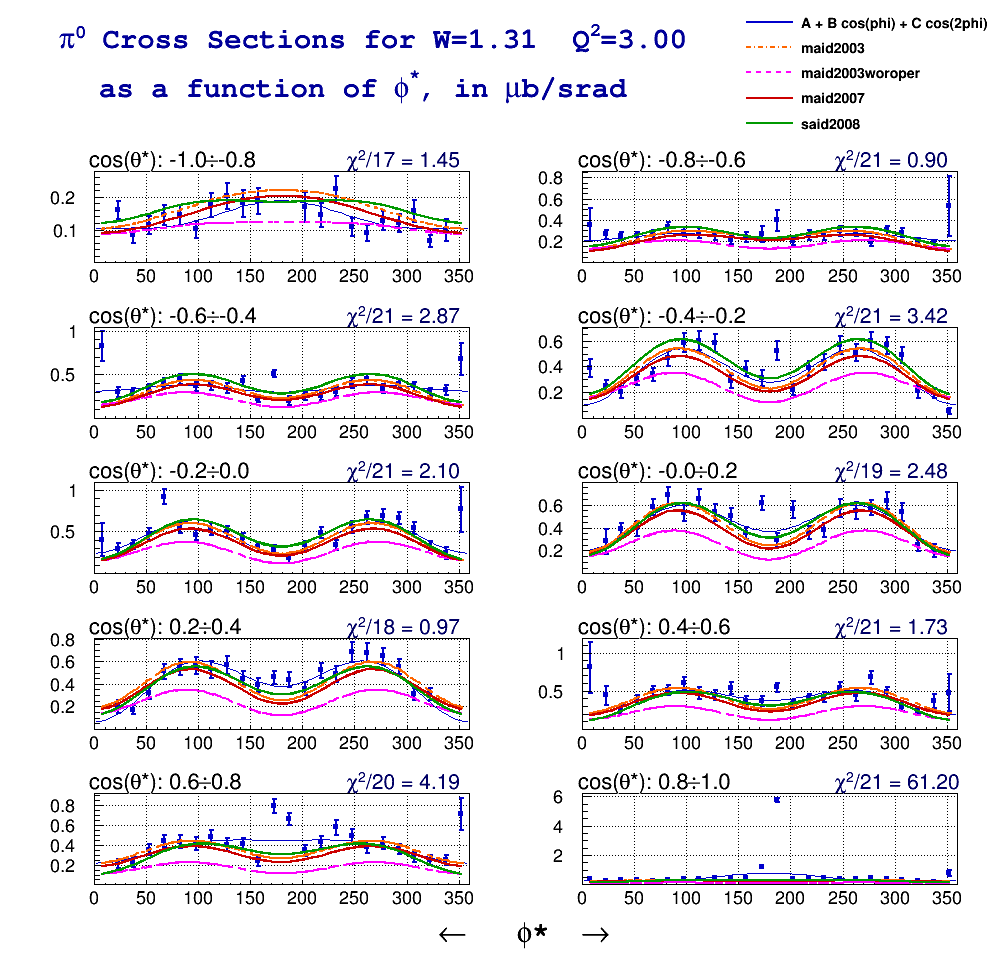 π⁰ Cross Sections for W=1.31 Q²=3.00
as a function of ϕ*, in μb/srad
A + B cos(phi) + C cos(2phi)
maid2003
maid2003woroper
maid2007
said2008
cos(θ*): -1.0÷-0.8 χ²/17 = 1.45
0.2
0.1
0 50 100 150 200 250 300 350
cos(θ*): -0.8÷-0.6 χ²/21 = 0.90
0.8
0.6
0.4
0.2
0 50 100 150 200 250 300 350
cos(θ*): -0.6÷-0.4 χ²/21 = 2.87
1
0.5
0 50 100 150 200 250 300 350
cos(θ*): -0.4÷-0.2 χ²/21 = 3.42
0.6
0.4
0.2
0 50 100 150 200 250 300 350
cos(θ*): -0.2÷0.0 χ²/21 = 2.10
1
0.5
0 50 100 150 200 250 300 350
cos(θ*): -0.0÷0.2 χ²/19 = 2.48
0.6
0.4
0.2
0 50 100 150 200 250 300 350
cos(θ*): 0.2÷0.4 χ²/18 = 0.97
0.8
0.6
0.4
0.2
0 50 100 150 200 250 300 350
cos(θ*): 0.4÷0.6 χ²/21 = 1.73
1
0.5
0 50 100 150 200 250 300 350
cos(θ*): 0.6÷0.8 χ²/20 = 4.19
0.8
0.6
0.4
0.2
0 50 100 150 200 250 300 350
cos(θ*): 0.8÷1.0 χ²/21 = 61.20
6
4
2
0 50 100 150 200 250 300 350
← ϕ* →